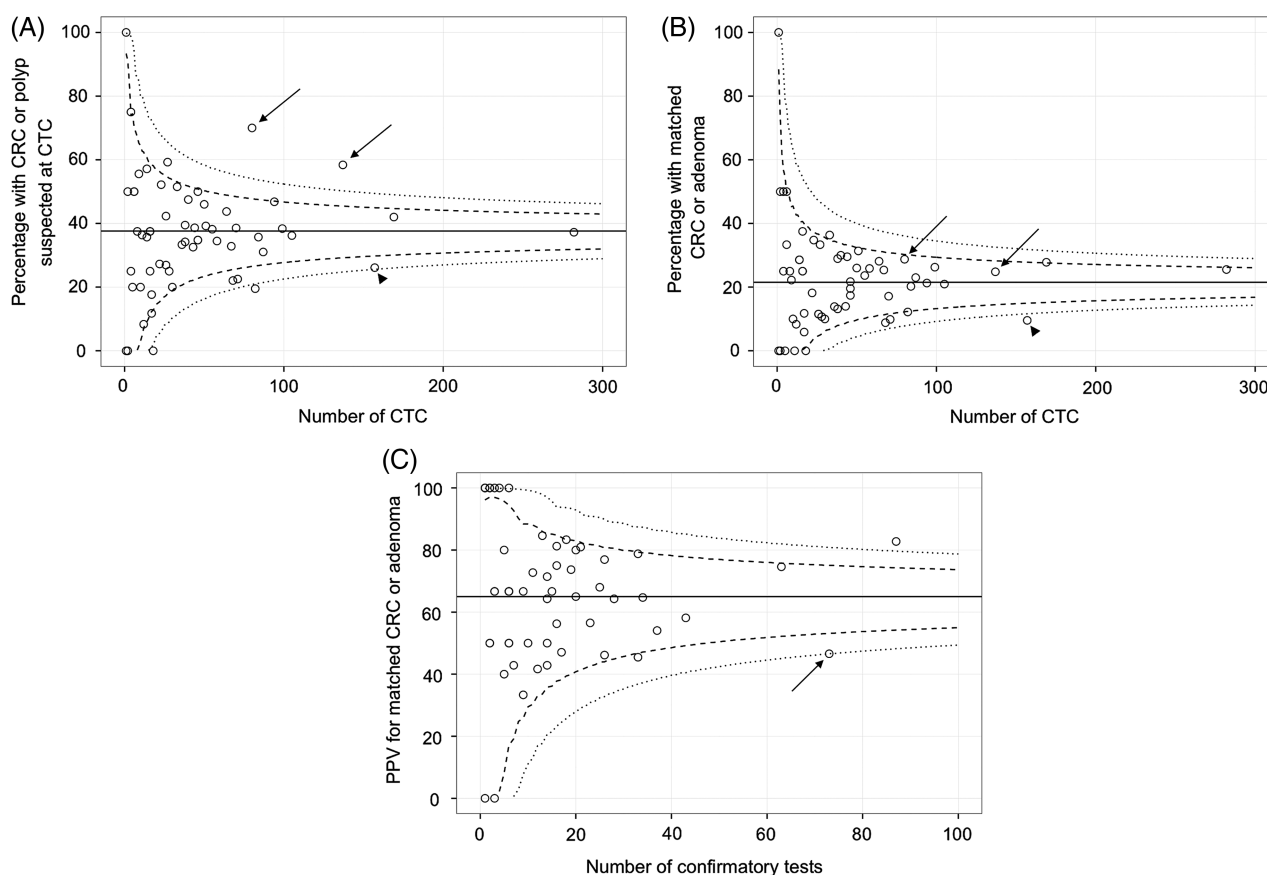 (A)
Percentage with CRC or polyp
suspected at CTC
100
80
60
40
20
0
0 100 200 300
Number of CTC
(B)
Percentage with matched
CRC or adenoma
100
80
60
40
20
0
0 100 200 300
Number of CTC
(C)
PPV for matched CRC or adenoma
100
80
60
40
20
0
0 20 40 60 80 100
Number of confirmatory tests